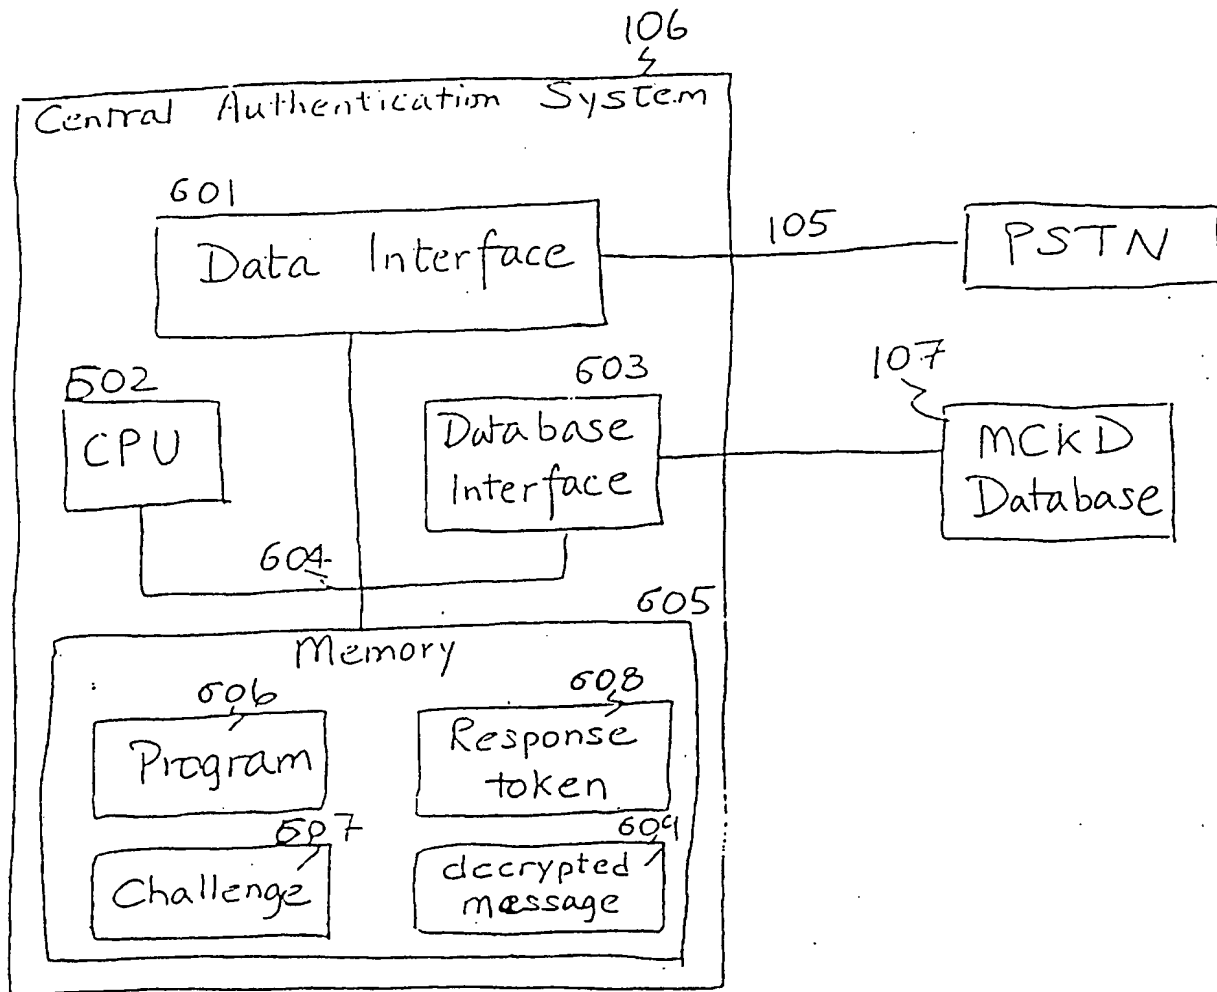 106
Central Authentication System
601
Data Interface
105
PSTN
602
CPU
603
Database
Interface
107
MCKD
Database
604
605
Memory
606
Program
608
Response
token
607
Challenge
609
decrypted
message